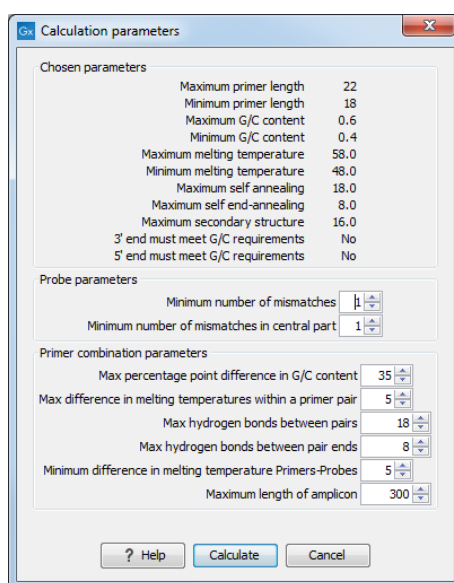 Gx Calculation parameters
Chosen parameters
Maximum primer length 22
Minimum primer length 18
Maximum G/C content 0.6
Minimum G/C content 0.4
Maximum melting temperature 58.0
Minimum melting temperature 48.0
Maximum self annealing 18.0
Maximum self end-annealing 8.0
Maximum secondary structure 16.0
3' end must meet G/C requirements No
5' end must meet G/C requirements No
Probe parameters
Minimum number of mismatches 1
Minimum number of mismatches in central part 1
Primer combination parameters
Max percentage point difference in G/C content 35
Max difference in melting temperatures within a primer pair 5
Max hydrogen bonds between pairs 18
Max hydrogen bonds between pair ends 8
Minimum difference in melting temperature Primers-Probes 5
Maximum length of amplicon 300
? Help Calculate Cancel